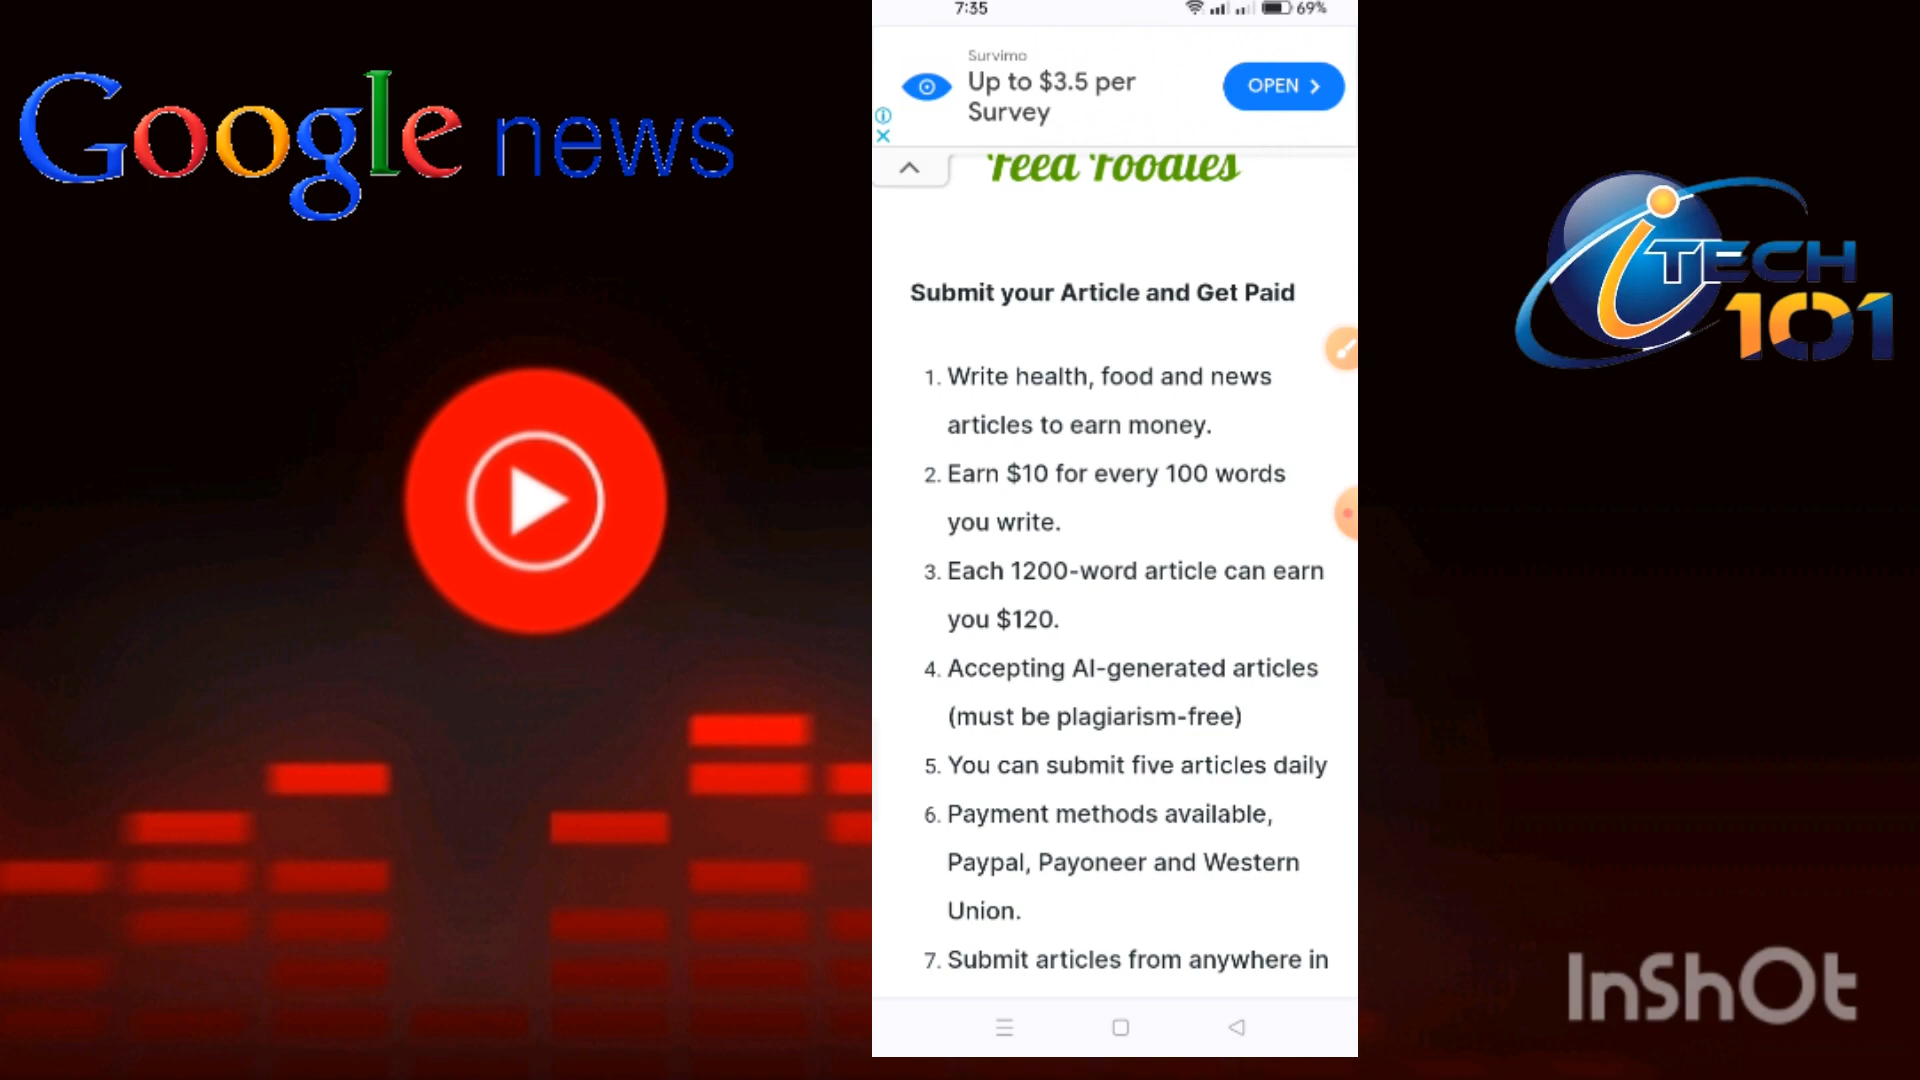 Google news
7:35
69%
Survimo
Up to $3.5 per
Survey
OPEN
Feed Foodies
Submit your Article and Get Paid
1. Write health, food and news
articles to earn money.
2. Earn $10 for every 100 words
you write.
3. Each 1200-word article can earn
you $120.
4. Accepting AI-generated articles
(must be plagiarism-free)
5. You can submit five articles daily
6. Payment methods available,
Paypal, Payoneer and Western
Union.
7. Submit articles from anywhere in
iTECH
101
InShOt